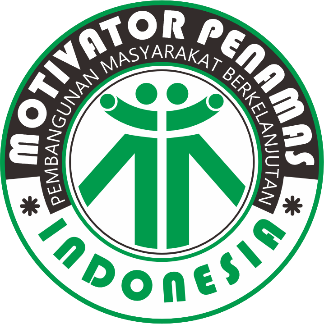 MOTIVATOR PENAMAS
PEMBANGUNAN MASYARAKAT BERKELANJUTAN
* INDONESIA *